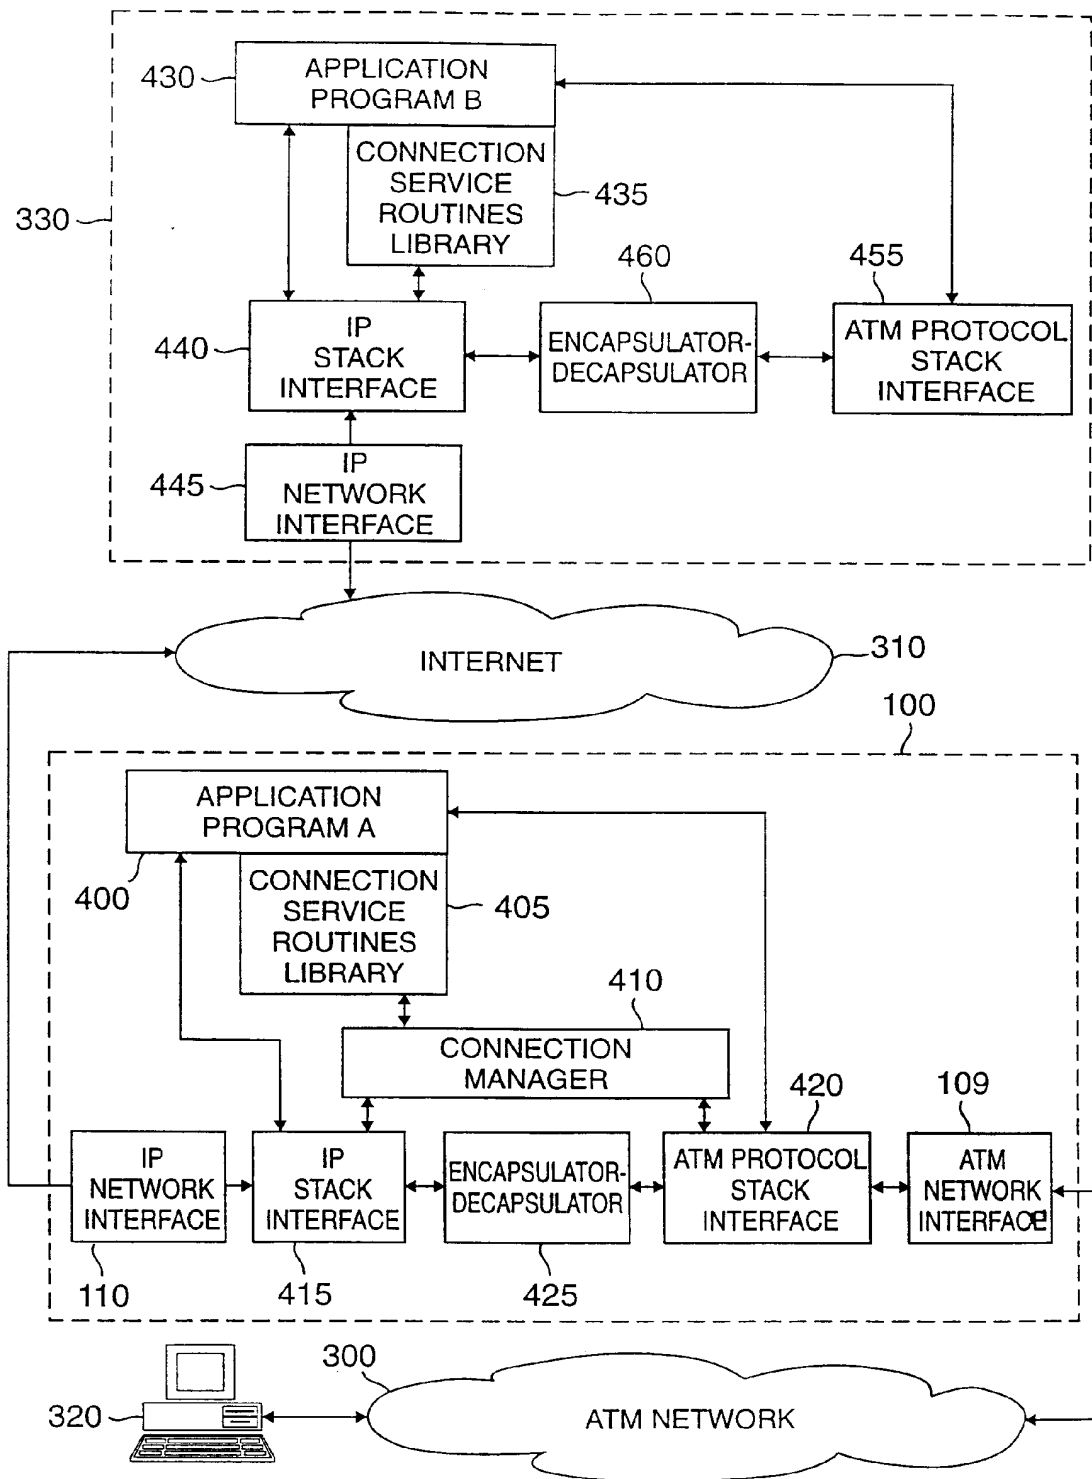 430
APPLICATION
PROGRAM B
CONNECTION
SERVICE
ROUTINES
LIBRARY
435
330
460
455
440
IP
STACK
INTERFACE
ENCAPSULATOR-
DECAPSULATOR
ATM PROTOCOL
STACK
INTERFACE
445
IP
NETWORK
INTERFACE
INTERNET
310
100
APPLICATION
PROGRAM A
400
CONNECTION
SERVICE
ROUTINES
LIBRARY
405
410
CONNECTION
MANAGER
420
109
IP
NETWORK
INTERFACE
IP
STACK
INTERFACE
ENCAPSULATOR-
DECAPSULATOR
ATM PROTOCOL
STACK
INTERFACE
ATM
NETWORK
INTERFACE
110
415
425
300
320
ATM NETWORK